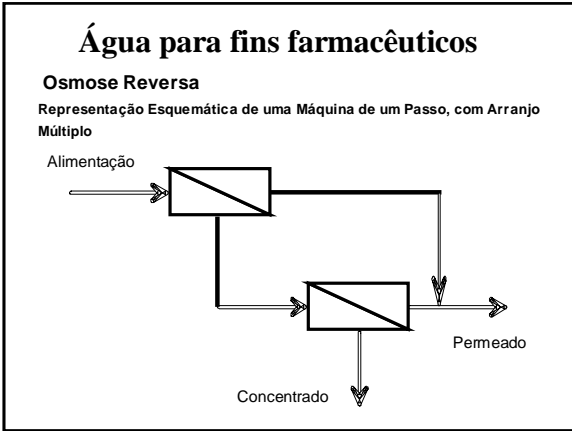 Água para fins farmacêuticos
Osmose Reversa
Representação Esquemática de uma Máquina de um Passo, com Arranjo
Múltiplo
Alimentação
Permeado
Concentrado